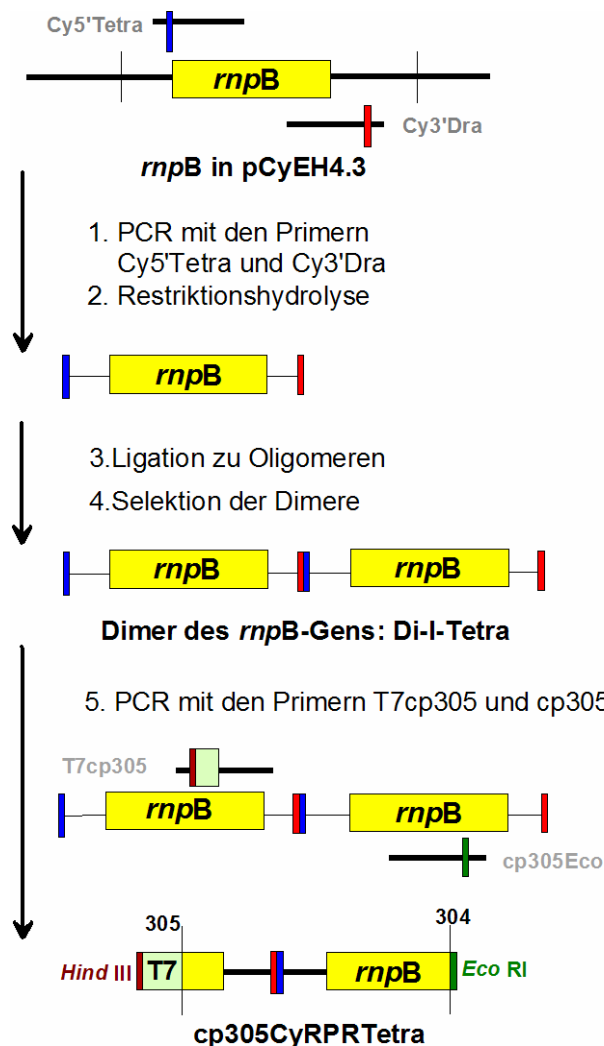 Cy5'Tetra
rnpB
Cy3'Dra
rnpB in pCyEH4.3
1. PCR mit den Primern
Cy5'Tetra und Cy3'Dra
2. Restriktionshydrolyse
rnpB
3.Ligation zu Oligomeren
4.Selektion der Dimere
rnpB rnpB
Dimer des rnpB-Gens: Di-I-Tetra
5. PCR mit den Primern T7cp305 und cp305
T7cp305
rnpB rnpB
cp305Eco
305 304
Hind III T7 rnpB Eco RI
cp305CyRPRTetra